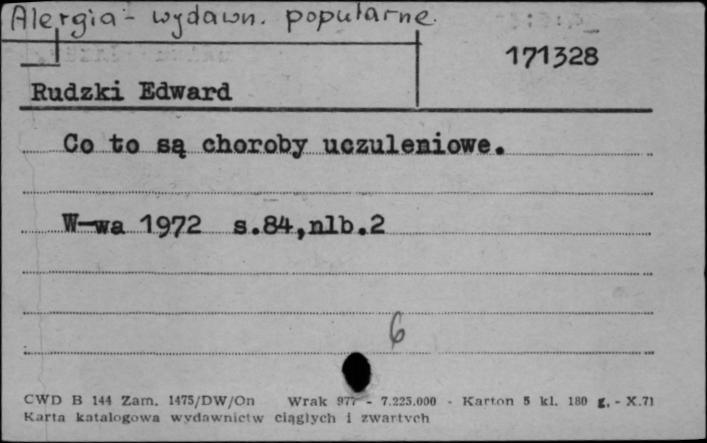 Alergia - wydawn. popularne.
171328
Rudzki Edward
Co to są choroby uczuleniowe.
W-wa 1972 s.84,nlb.2
6
CWD B 144 Zam. 1475/DW/On Wrak 977 - 7.225.000 - Karton 5 kl. 180 g. - X.71
Karta katalogowa wydawnictw ciągłych i zwartych